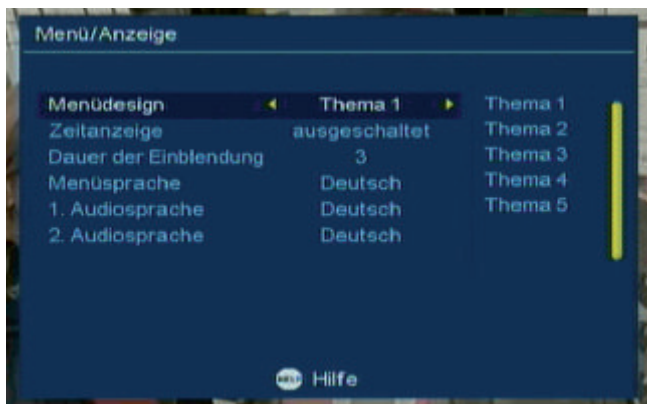 Menü/Anzeige
Menüdesign Thema 1
Zeitanzeige ausgeschaltet
Dauer der Einblendung 3
Menüsprache Deutsch
1. Audiosprache Deutsch
2. Audiosprache Deutsch
Thema 1
Thema 2
Thema 3
Thema 4
Thema 5
HELP Hilfe